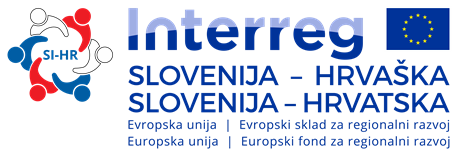 SI-HR
Interreg
SLOVENIJA – HRVAŠKA
SLOVENIJA – HRVATSKA
Evropska unija | Evropski sklad za regionalni razvoj
Europska unija | Europski fond za regionalni razvoj